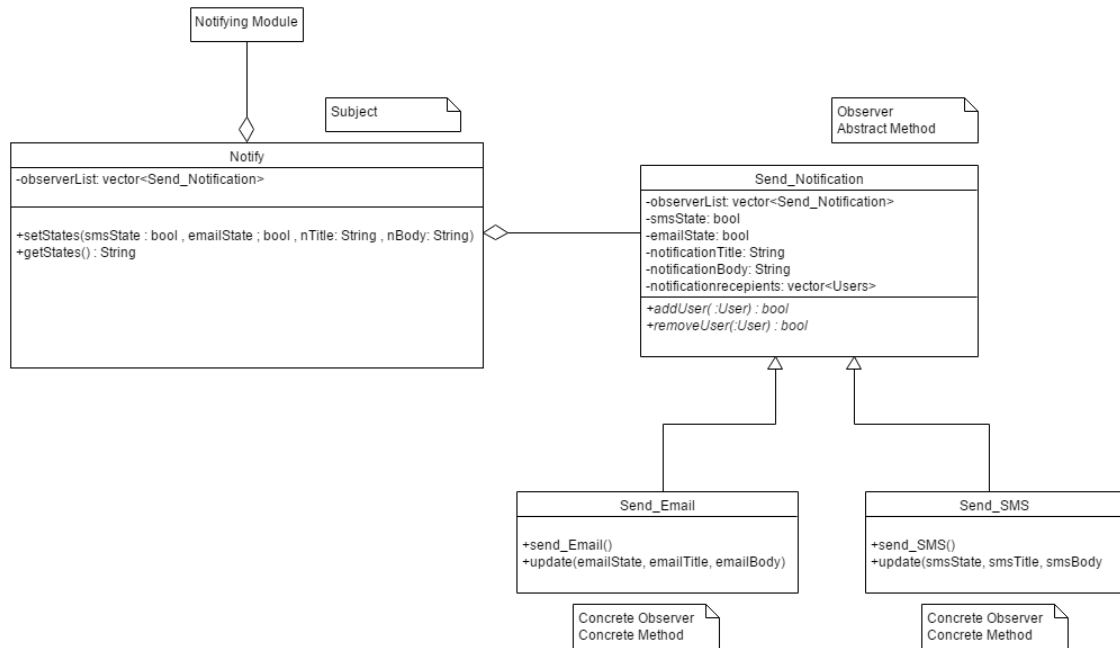 Notifying Module
Subject
Observer
Abstract Method
Notify
-observerList: vector<Send_Notification>
+setStates(smsState : bool , emailState ; bool , nTitle: String , nBody: String)
+getStates() : String
Send_Notification
-observerList: vector<Send_Notification>
-smsState: bool
-emailState: bool
-notificationTitle: String
-notificationBody: String
-notificationrecepients: vector<Users>
+addUser( :User) : bool
+removeUser(:User) : bool
Send_Email
+send_Email()
+update(emailState, emailTitle, emailBody)
Send_SMS
+send_SMS()
+update(smsState, smsTitle, smsBody
Concrete Observer
Concrete Method
Concrete Observer
Concrete Method